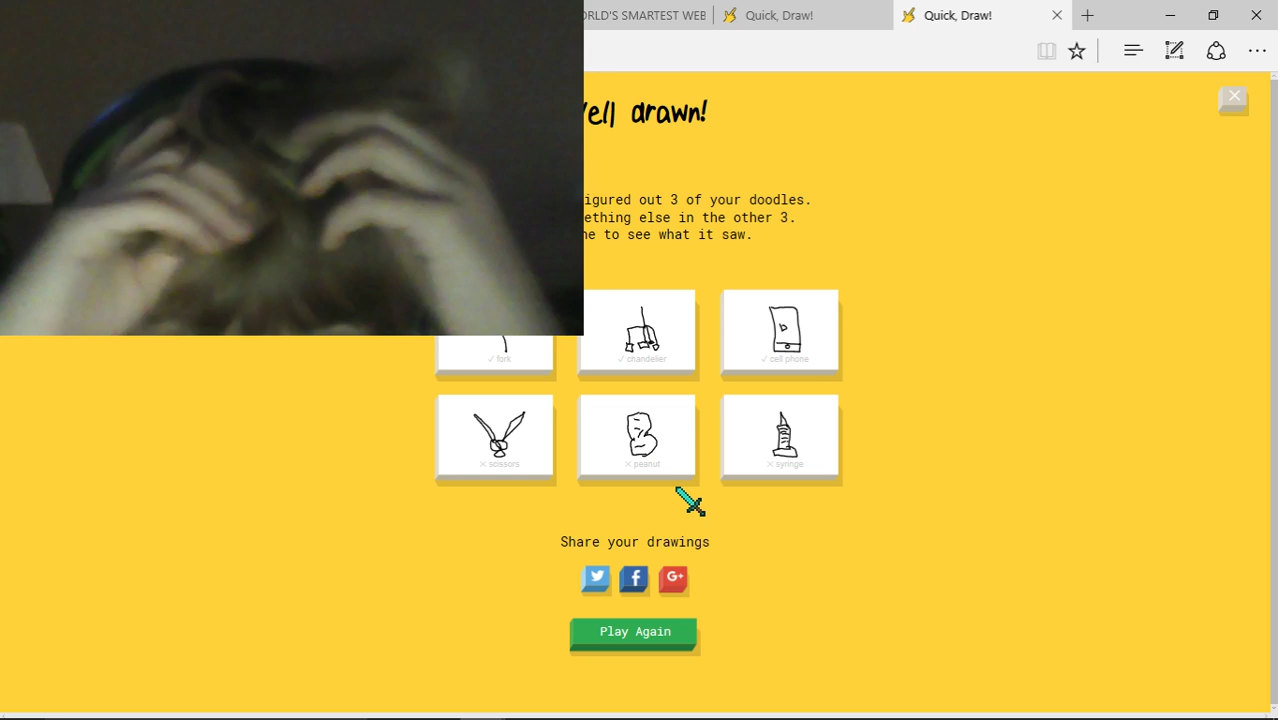 ORLD'S SMARTEST WEB
Quick, Draw!
Quick, Draw!
ell drawn!
igured out 3 of your doodles.
ething else in the other 3.
ne to see what it saw.
✓ fork
✓ chandelier
✓ cell phone
× scissors
× peanut
× syringe
Share your drawings
f
G+
Play Again